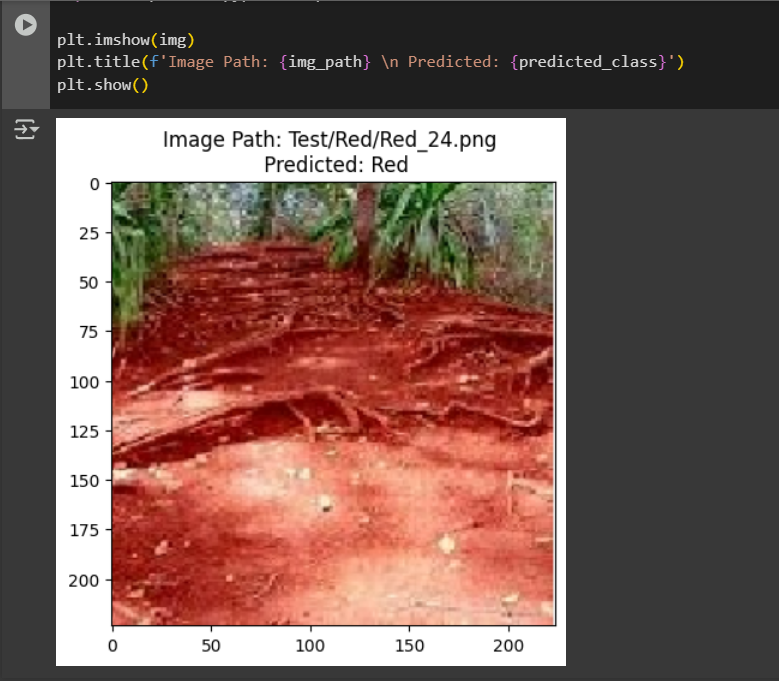 plt.imshow(img)
plt.title(f'Image Path: {img_path} \n Predicted: {predicted_class}')
plt.show()
Image Path: Test/Red/Red_24.png
Predicted: Red
0
25
50
75
100
125
150
175
200
0 50 100 150 200